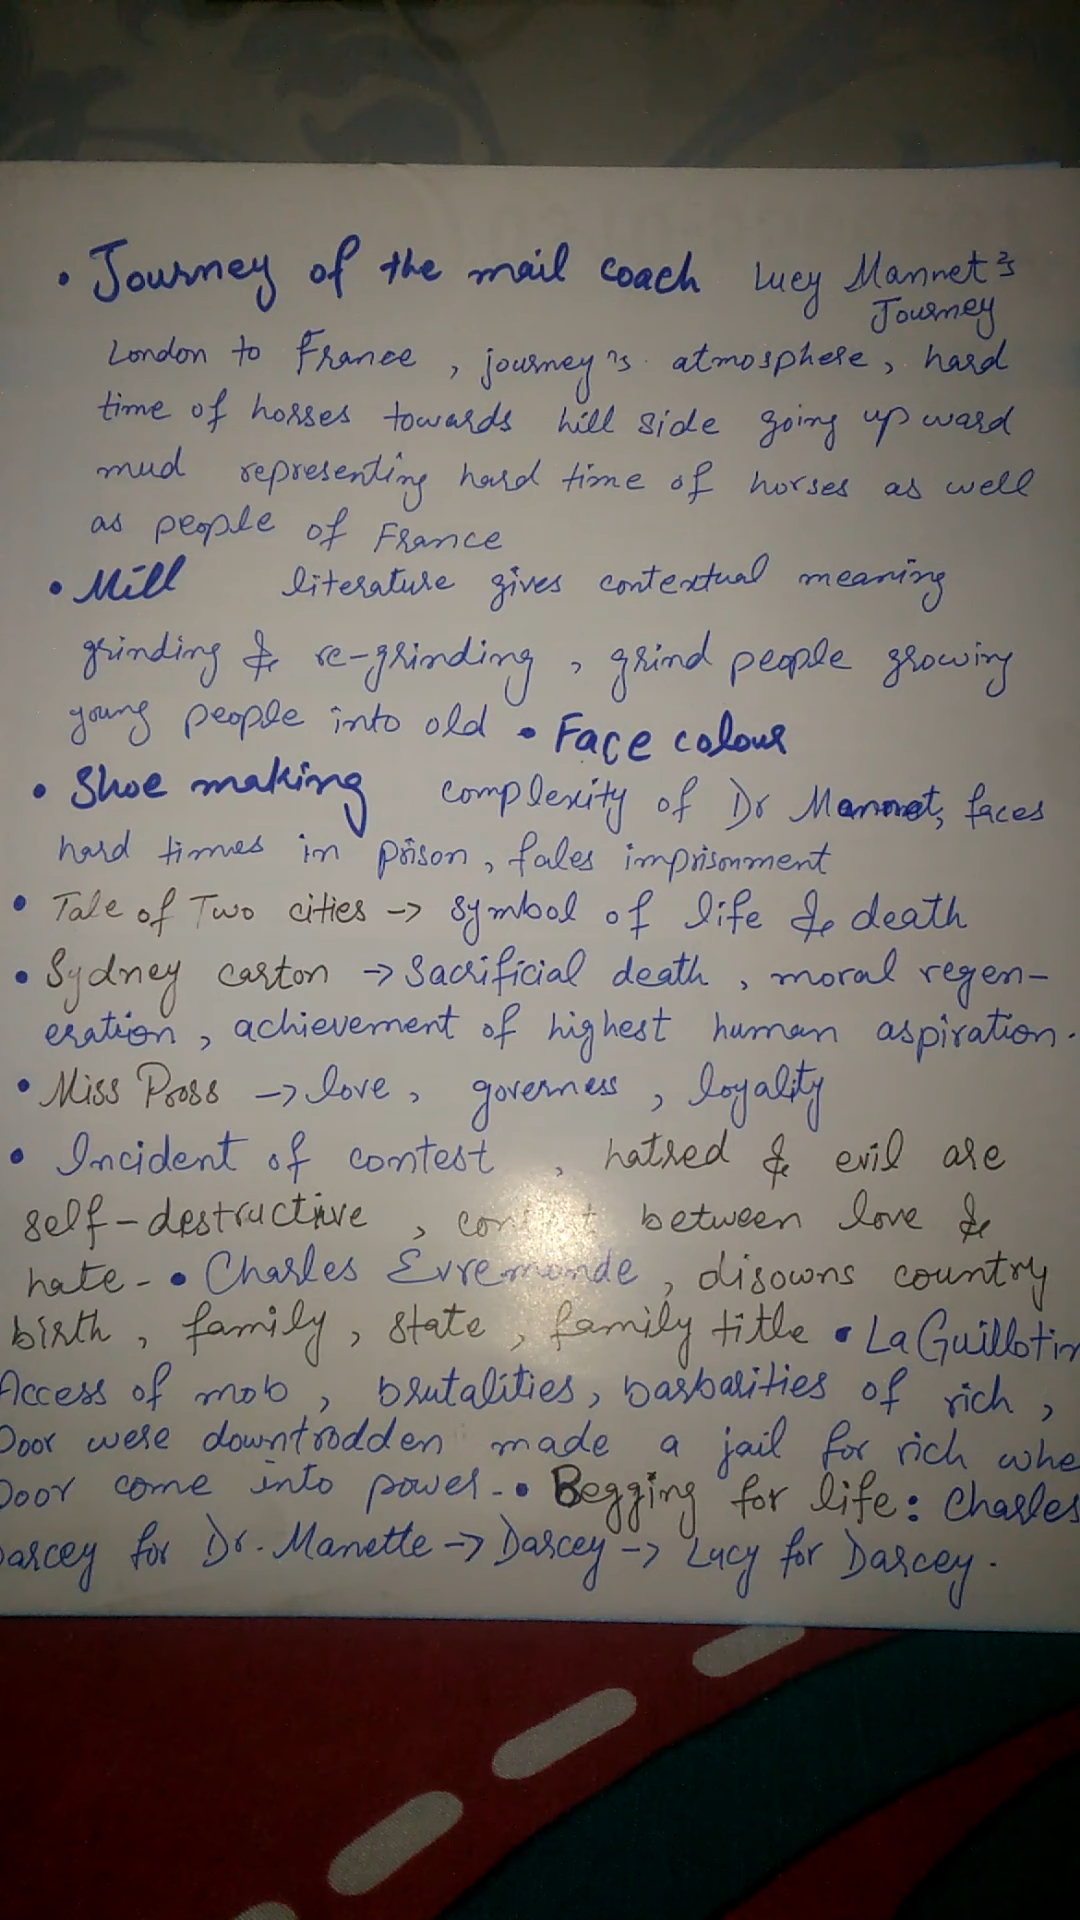 • Journey of the mail coach Lucy Mannet's
Journey
London to France, journey's atmosphere, hard
time of horses towards hill side going up ward
mud representing hard time of horses as well
as people of France
• Mill literature gives contextual meaning
grinding & re-grinding, grind people growing
young people into old • Face colour
• Shoe making complexity of Dr Mannet, faces
hard times in prison, fales imprisonment
• Tale of Two cities -> symbol of life & death
• Sydney carton -> Sacrificial death, moral regen-
eration, achievement of highest human aspiration.
• Miss Pross -> love, governess, loyality
• Incident of contest, hatred & evil are
self-destructive, between love &
hate - • Charles Evremonde, disowns country
birth, family, state, family title • La Guillotin
Access of mob, brutalities, barbarities of rich,
Poor were downtrodden made a jail for rich whe
Poor come into power - • Begging for life: Charles
Darcey for Dr. Manette -> Darcey -> Lucy for Darcey.